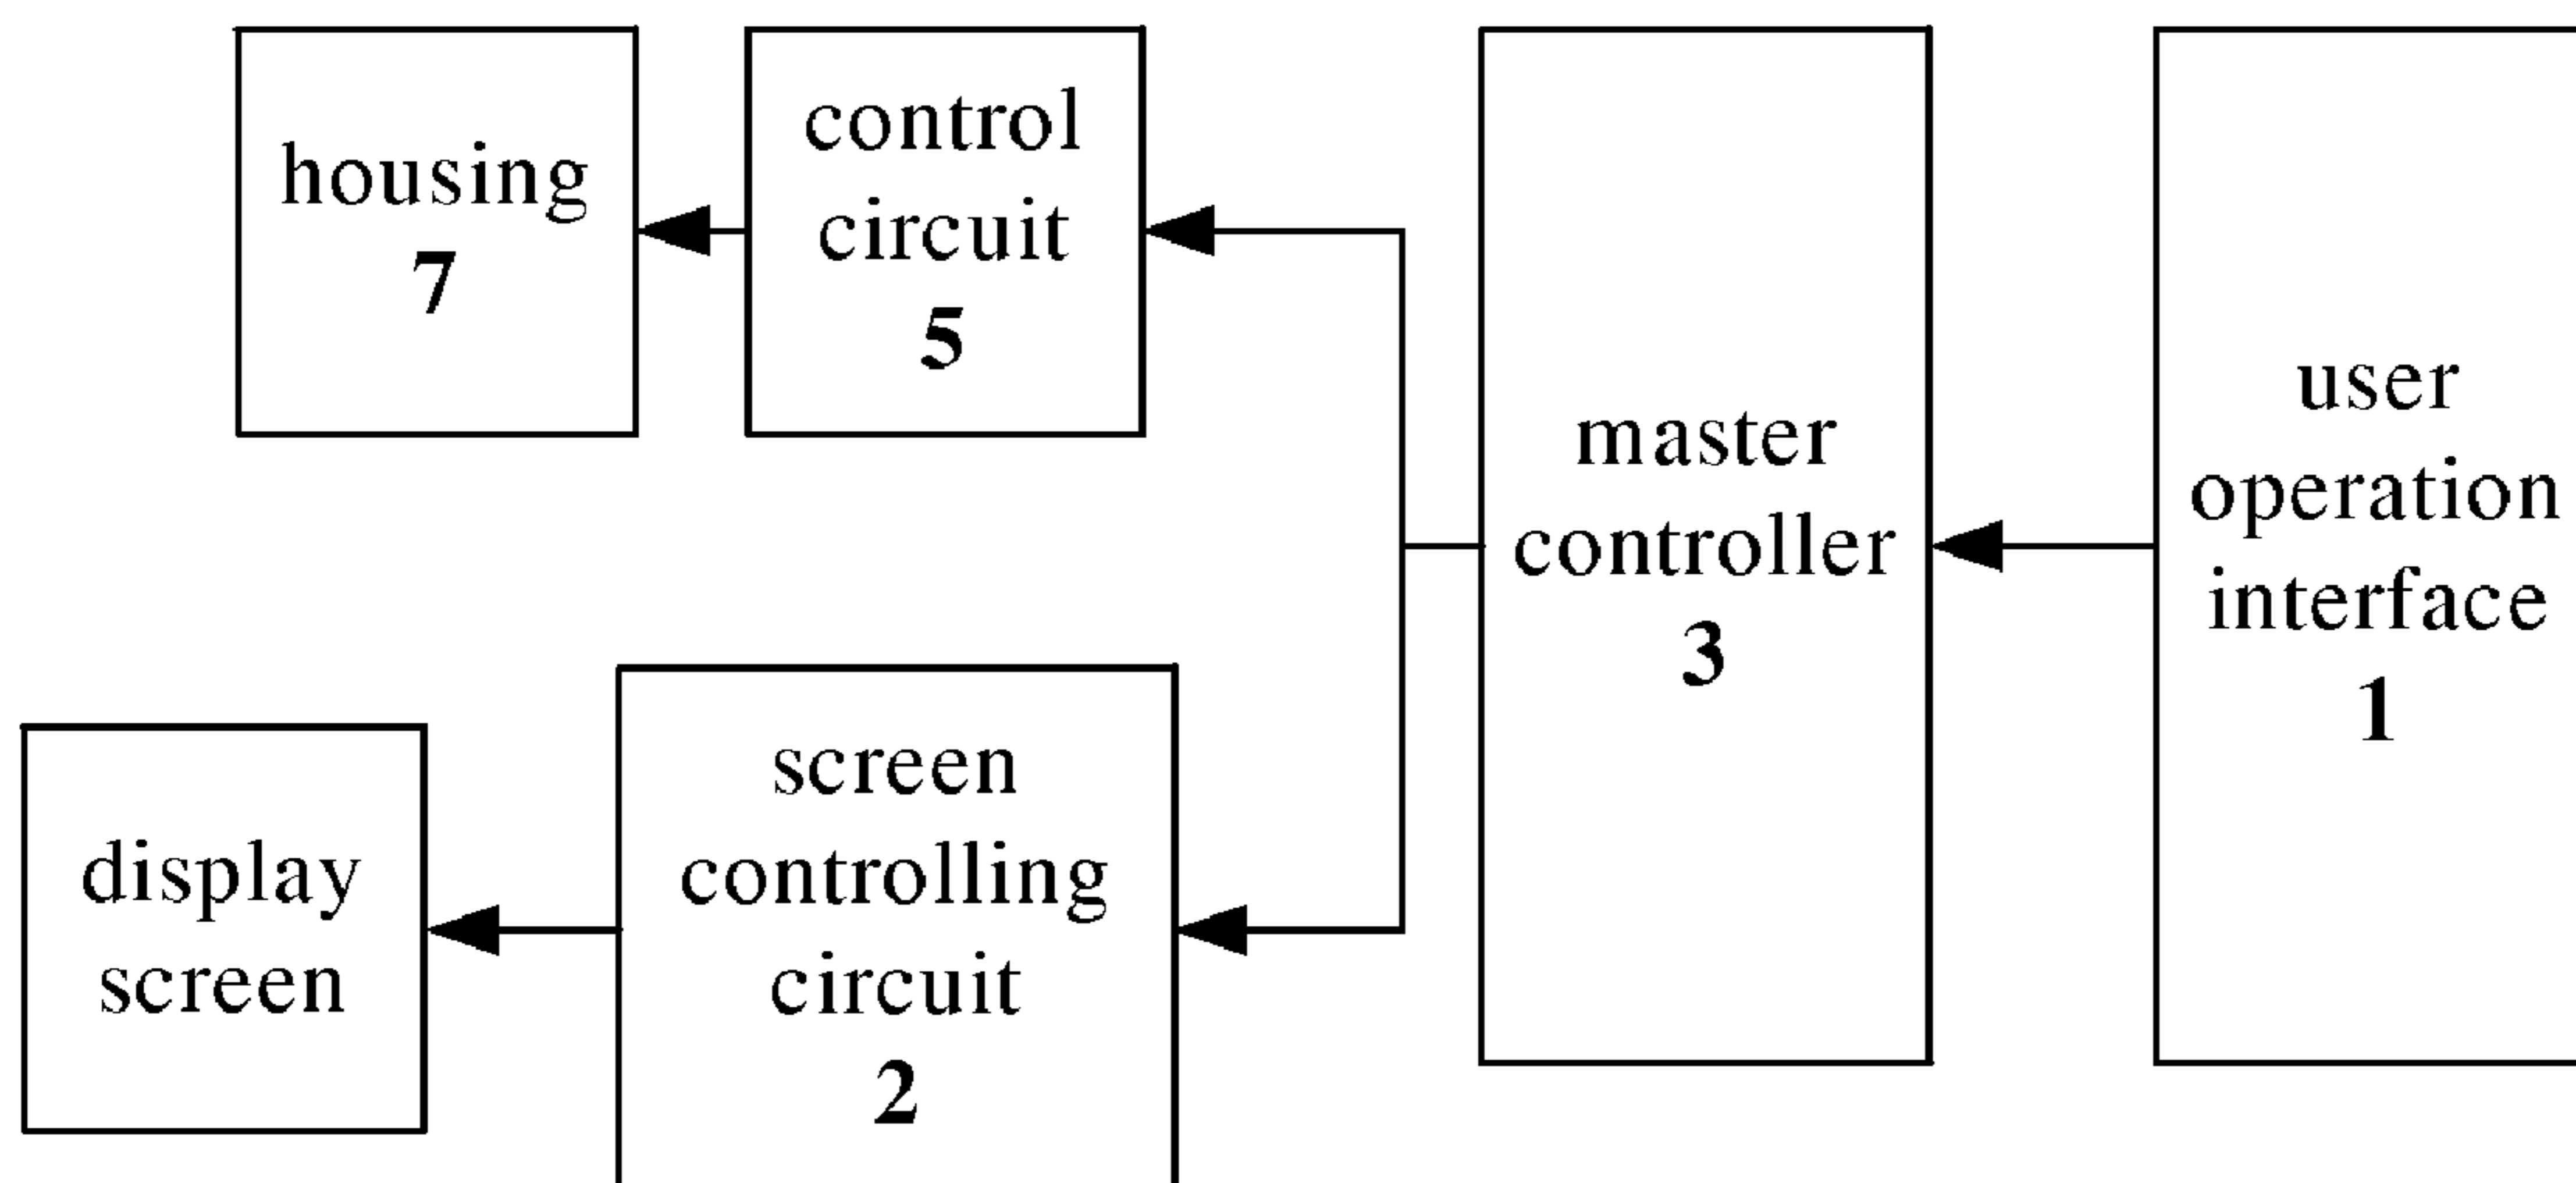 housing
7
control
circuit
5
master
controller
3
user
operation
interface
1
display
screen
screen
controlling
circuit
2